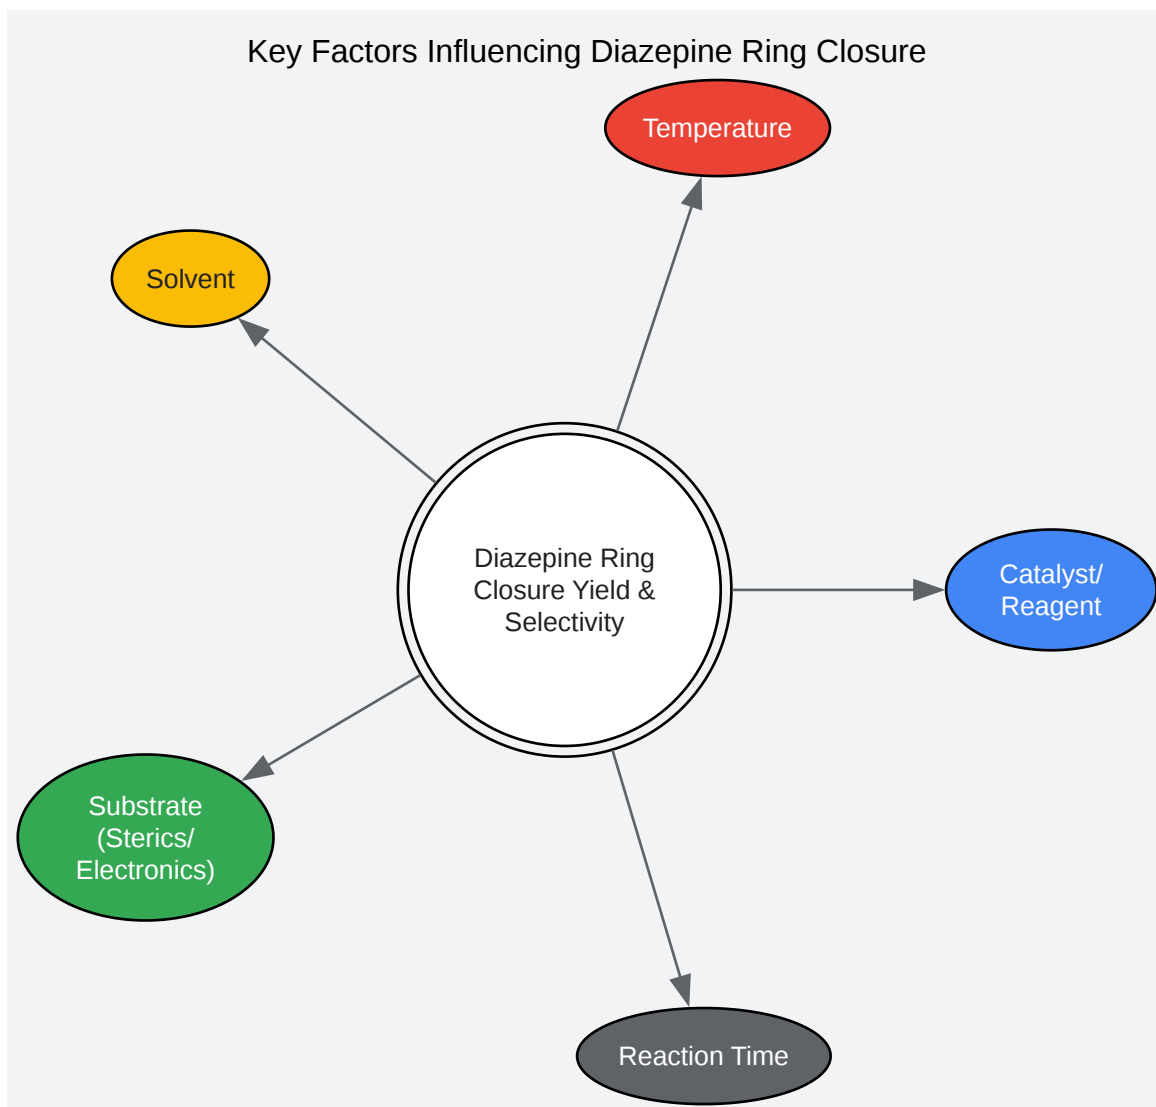 Key Factors Influencing Diazepine Ring Closure
Temperature
Solvent
Diazepine Ring
Closure Yield &
Selectivity
Catalyst/
Reagent
Substrate
(Sterics/
Electronics)
Reaction Time